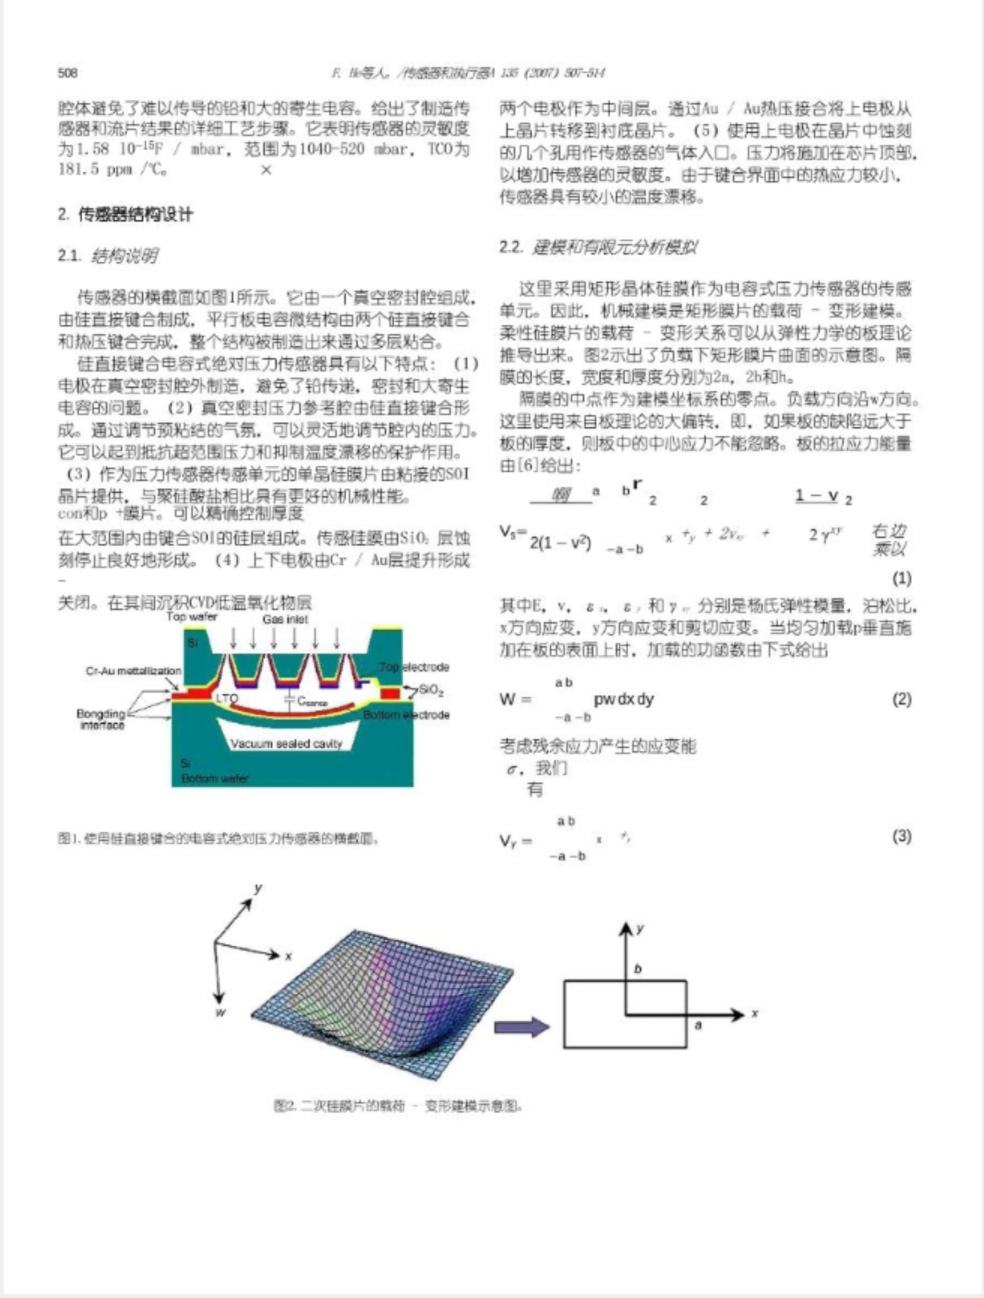 508
F. He等人。/传感器和执行器A 135 (2007) 507-514
腔体避免了难以传导的铅和大的寄生电容。给出了制造传
感器和流片结果的详细工艺步骤。它表明传感器的灵敏度
为1.58 10-15F / mbar, 范围为1040-520 mbar, TCO为
181.5 ppm /℃。 ×
2. 传感器结构设计
2.1. 结构说明
传感器的横截面如图1所示。它由一个真空密封腔组成，
由硅直接键合制成，平行板电容微结构由两个硅直接键合
和热压键合完成，整个结构被制造出来通过多层粘合。
硅直接键合电容式绝对压力传感器具有以下特点：（1）
电极在真空密封腔外制造，避免了铅传递，密封和大寄生
电容的问题。（2）真空密封压力参考腔由硅直接键合形
成。通过调节预粘结的气氛，可以灵活地调节腔内的压力。
它可以起到抵抗超范围压力和抑制温度漂移的保护作用。
（3）作为压力传感器传感单元的单晶硅膜片由粘接的SOI
晶片提供，与聚硅酸盐相比具有更好的机械性能。
con和p +膜片。可以精确控制厚度
在大范围内由键合SOI的硅层组成。传感硅膜由SiO2 层蚀
刻停止良好地形成。（4）上下电极由Cr / Au层提升形成
-
关闭。在其间沉积CVD低温氧化物层
Top wafer Gas inlet
Si
Cr-Au metallization
Top electrode
SiO2
LTO
Csense
Bongding
interface
Bottom electrode
Vacuum sealed cavity
Si
Bottom wafer
图1. 使用硅直接键合的电容式绝对压力传感器的横截面。
两个电极作为中间层。通过Au / Au热压接合将上电极从
上晶片转移到衬底晶片。（5）使用上电极在晶片中蚀刻
的几个孔用作传感器的气体入口。压力将施加在芯片顶部，
以增加传感器的灵敏度。由于键合界面中的热应力较小，
传感器具有较小的温度漂移。
2.2. 建模和有限元分析模拟
这里采用矩形晶体硅膜作为电容式压力传感器的传感
单元。因此，机械建模是矩形膜片的载荷 - 变形建模。
柔性硅膜片的载荷 - 变形关系可以从弹性力学的板理论
推导出来。图2示出了负载下矩形膜片曲面的示意图。隔
膜的长度，宽度和厚度分别为2a, 2b和h。
隔膜的中点作为建模坐标系的零点。负载方向沿w方向。
这里使用来自板理论的大偏转，即，如果板的缺陷远大于
板的厚度，则板中的中心应力不能忽略。板的拉应力能量
由[6]给出：
啊 a b r 2 2 1 − v 2
Vs= 2(1 − v2) −a −b x +y + 2vxy + 2 γxy 右边
乘以
(1)
其中E, v, ε x, ε y 和 γ xy 分别是杨氏弹性模量，泊松比，
x方向应变，y方向应变和剪切应变。当均匀加载p垂直施
加在板的表面上时，加载的功函数由下式给出
a b
W = pw dx dy (2)
−a −b
考虑残余应力产生的应变能
σ, 我们
有
a b
Vr = x +y (3)
−a −b
y
x
w
y
b
x
a
图2. 二次硅膜片的载荷 - 变形建模示意图。